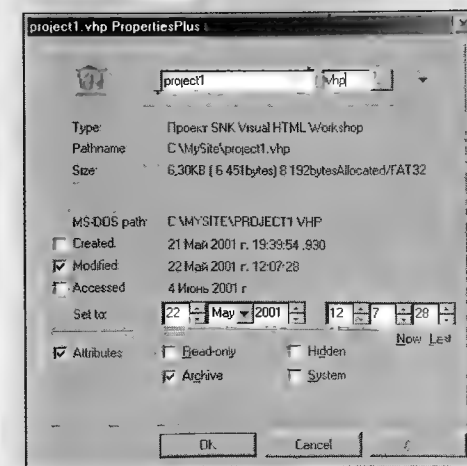 project1.vhp PropertiesPlus
project1 vhp
Type: Проект SNK Visual HTML Workshop
Pathname C:\MySite\project1.vhp
Size: 6,30KB ( 6 451bytes) 8 192bytesAllocated/FAT32
MS-DOS path: C:\MYSITE\PROJECT1.VHP
Created: 21 Май 2001 г. 19:39:54 .930
Modified: 22 Май 2001 г. 12:07:28
Accessed 4 Июнь 2001 г
Set to: 22 May 2001 12 7 28
Now Last
Attributes: Read-only Hidden
Archive System
OK Cancel